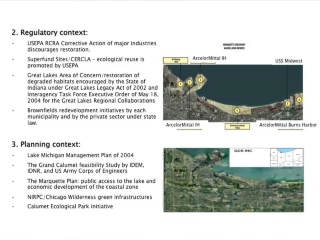 2. Regulatory context:
- USEPA RCRA Corrective Action of major industries
discourages restoration.
- Superfund Sites/CERCLA – ecological reuse is
promoted by USEPA
- Great Lakes Area of Concern/restoration of
degraded habitats encouraged by the State of
Indiana under Great Lakes Legacy Act of 2002 and
Interagency Task Force Executive Order of May 18,
2004 for the Great Lakes Regional Collaborations
- Brownfields redevelopment initiatives by each
municipality and by the private sector under state
law.
ArcelorMittal IH
USS Midwest
ArcelorMittal IH
ArcelorMittal Burns Harbor
3. Planning context:
- Lake Michigan Management Plan of 2004
- The Grand Calumet feasibility Study by IDEM,
IDNR, and US Army Corps of Engineers
- The Marquette Plan: public access to the lake and
economic development of the coastal zone
- NIRPC/Chicago Wilderness green infrastructures
- Calumet Ecological Park initiative
GCR IHC